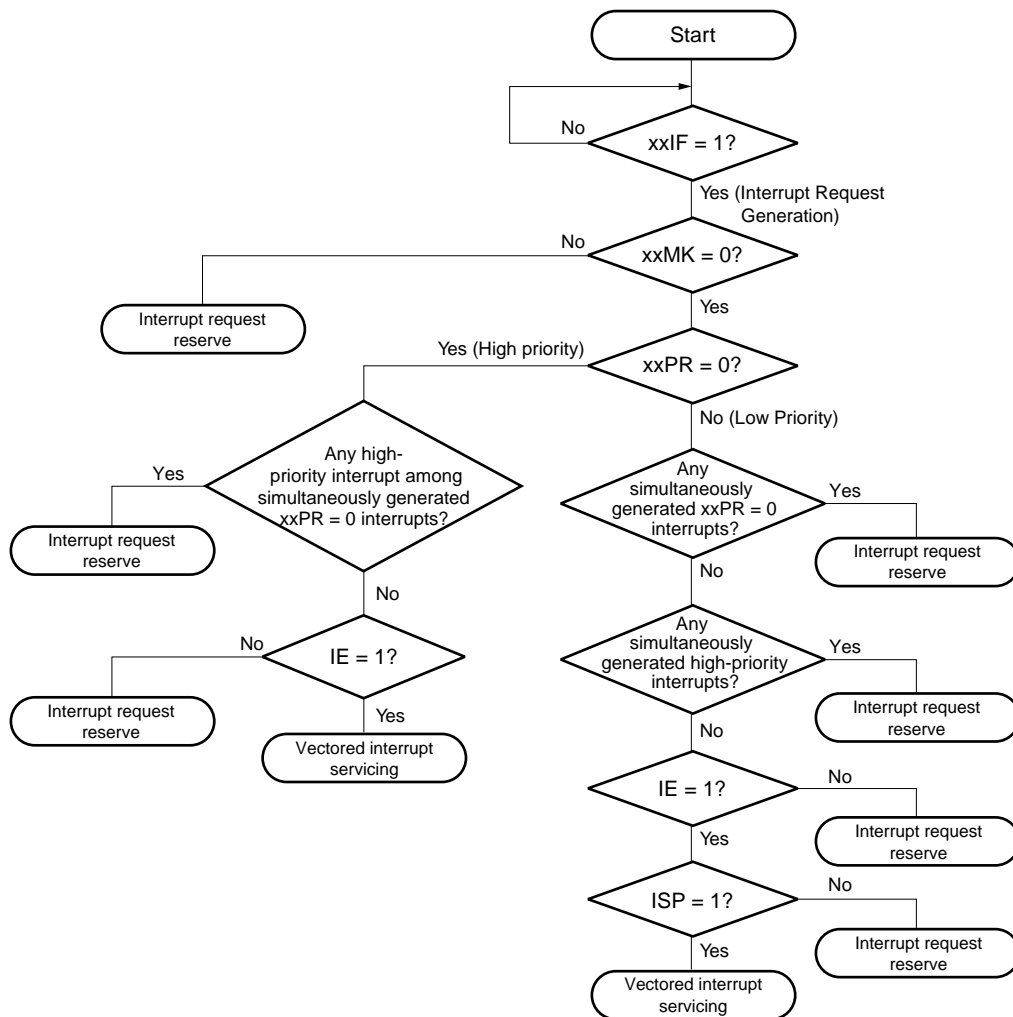 Start
No
xxIF = 1?
Yes (Interrupt Request
Generation)
No
xxMK = 0?
Interrupt request
reserve
Yes
Yes (High priority)
xxPR = 0?
No (Low Priority)
Yes
Any high-
priority interrupt among
simultaneously generated
xxPR = 0 interrupts?
Any
simultaneously
generated xxPR = 0
interrupts?
Yes
Interrupt request
reserve
Interrupt request
reserve
No
No
No
IE = 1?
Any
simultaneously
generated high-priority
interrupts?
Yes
Interrupt request
reserve
Interrupt request
reserve
Yes
No
Vectored interrupt
servicing
IE = 1?
No
Interrupt request
reserve
Yes
ISP = 1?
No
Interrupt request
reserve
Yes
Vectored interrupt
servicing